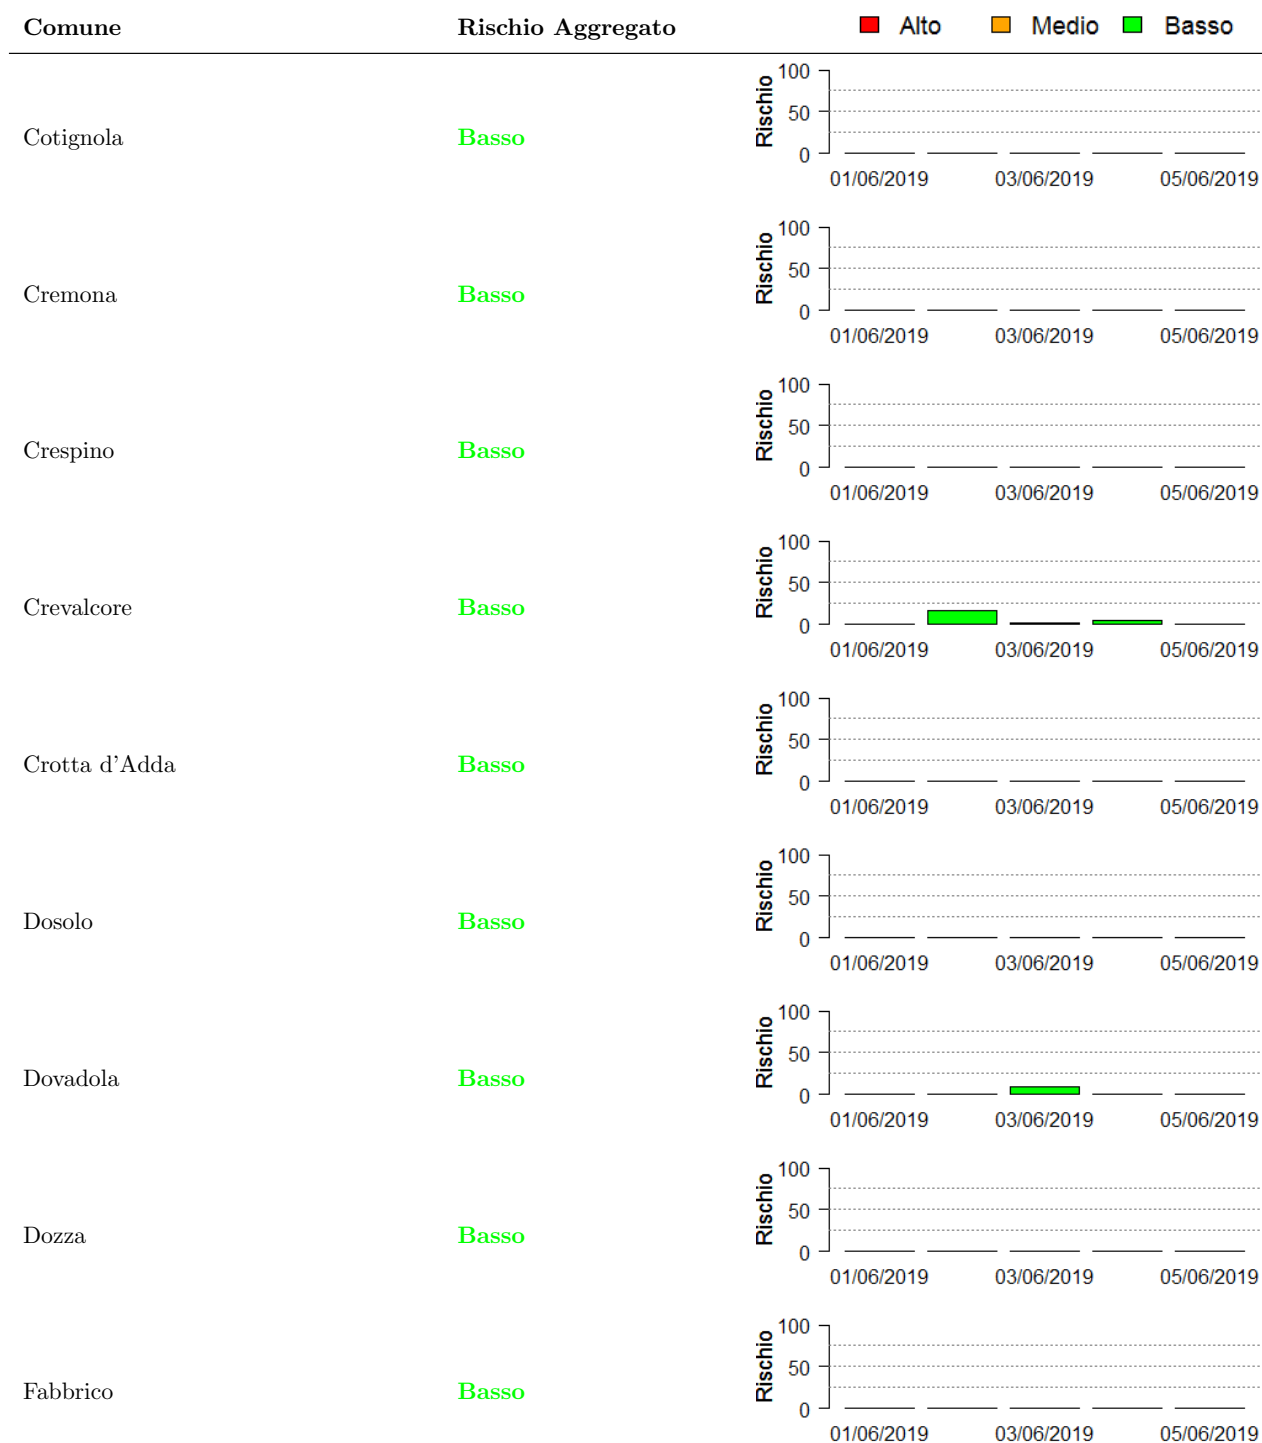 Comune Rischio Aggregato Alto Medio Basso
Cotignola Basso
Rischio
100
50
0
01/06/2019 03/06/2019 05/06/2019
Cremona Basso
Rischio
100
50
0
01/06/2019 03/06/2019 05/06/2019
Crespino Basso
Rischio
100
50
0
01/06/2019 03/06/2019 05/06/2019
Crevalcore Basso
Rischio
100
50
0
01/06/2019 03/06/2019 05/06/2019
Crotta d'Adda Basso
Rischio
100
50
0
01/06/2019 03/06/2019 05/06/2019
Dosolo Basso
Rischio
100
50
0
01/06/2019 03/06/2019 05/06/2019
Dovadola Basso
Rischio
100
50
0
01/06/2019 03/06/2019 05/06/2019
Dozza Basso
Rischio
100
50
0
01/06/2019 03/06/2019 05/06/2019
Fabbrico Basso
Rischio
100
50
0
01/06/2019 03/06/2019 05/06/2019